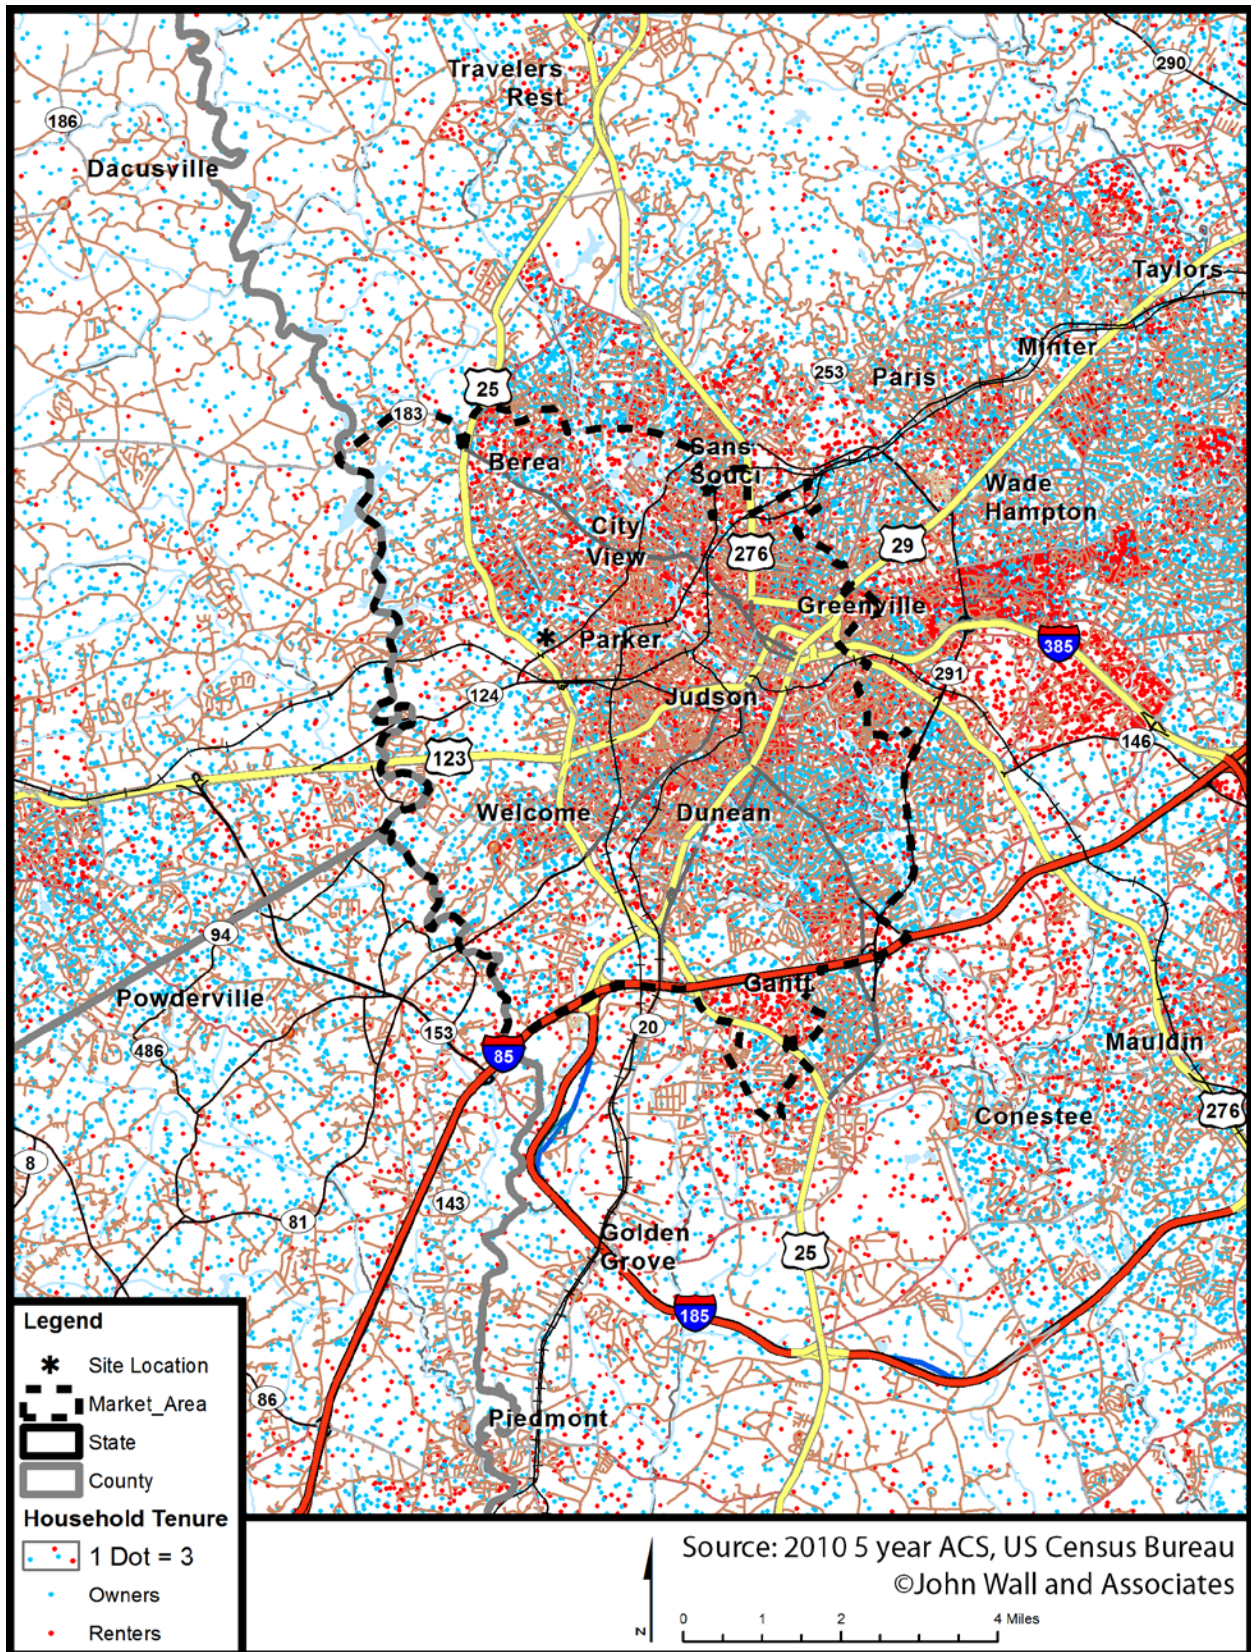 Travelers
Rest
290
186
Dacusville
Taylors
Minter
253
Paris
25
183
Sans
Souci
Berea
Wade
Hampton
City
View
276
29
Greenville
Parker
385
291
124
Judson
146
123
Welcome
Dunean
94
Gantt
Powderville
20
153
486
85
Mauldin
276
Conestee
8
143
81
Golden
Grove
25
185
86
Piedmont
Legend
Site Location
Market_Area
State
County
Household Tenure
1 Dot = 3
Owners
Renters
Source: 2010 5 year ACS, US Census Bureau
©John Wall and Associates
N
0 1 2 4 Miles